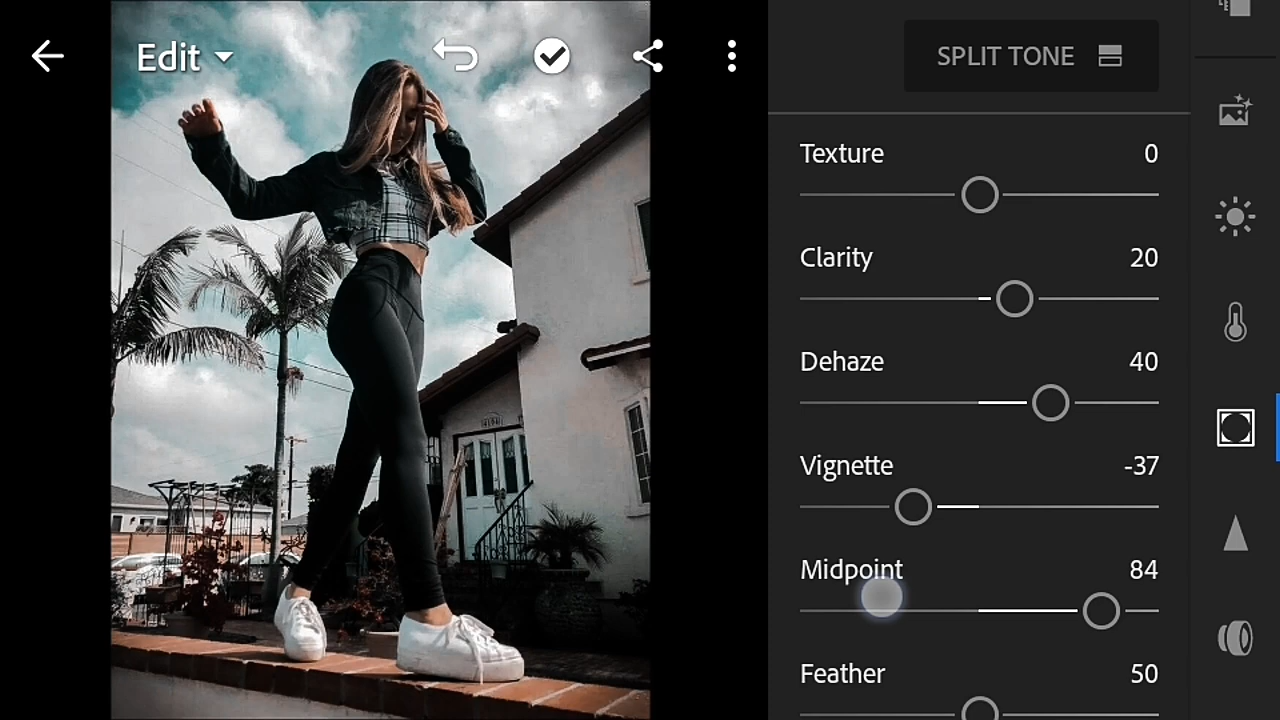 Edit
SPLIT TONE
Texture 0
Clarity 20
Dehaze 40
Vignette -37
Midpoint 84
Feather 50